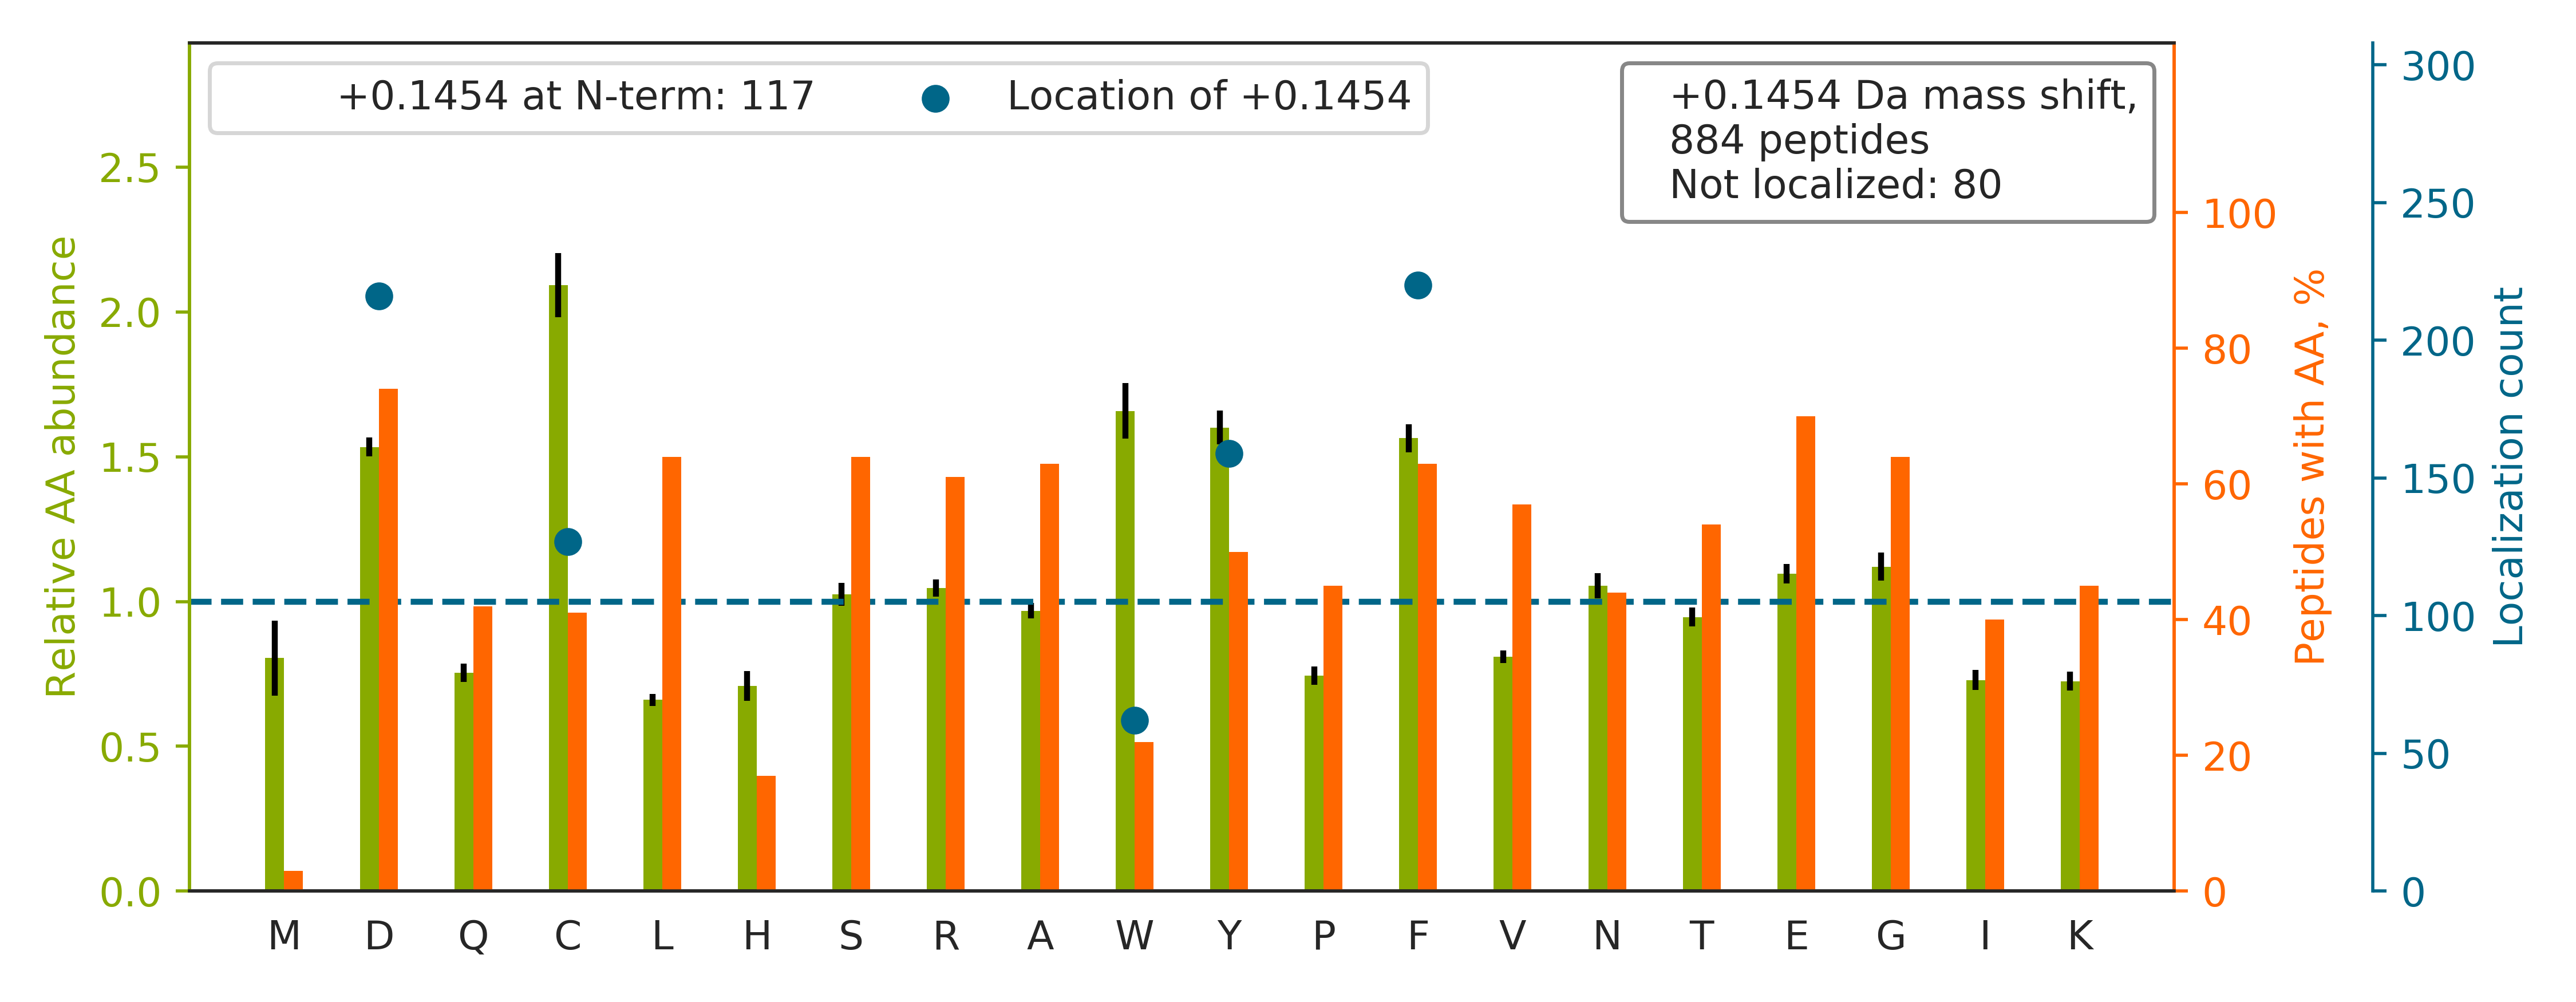 +0.1454 at N-term: 117
Location of +0.1454
+0.1454 Da mass shift,
884 peptides
Not localized: 80
Relative AA abundance
2.5
2.0
1.5
1.0
0.5
0.0
100
80
60
40
20
0
Peptides with AA, %
300
250
200
150
100
50
0
Localization count
M D Q C L H S R A W Y P F V N T E G I K